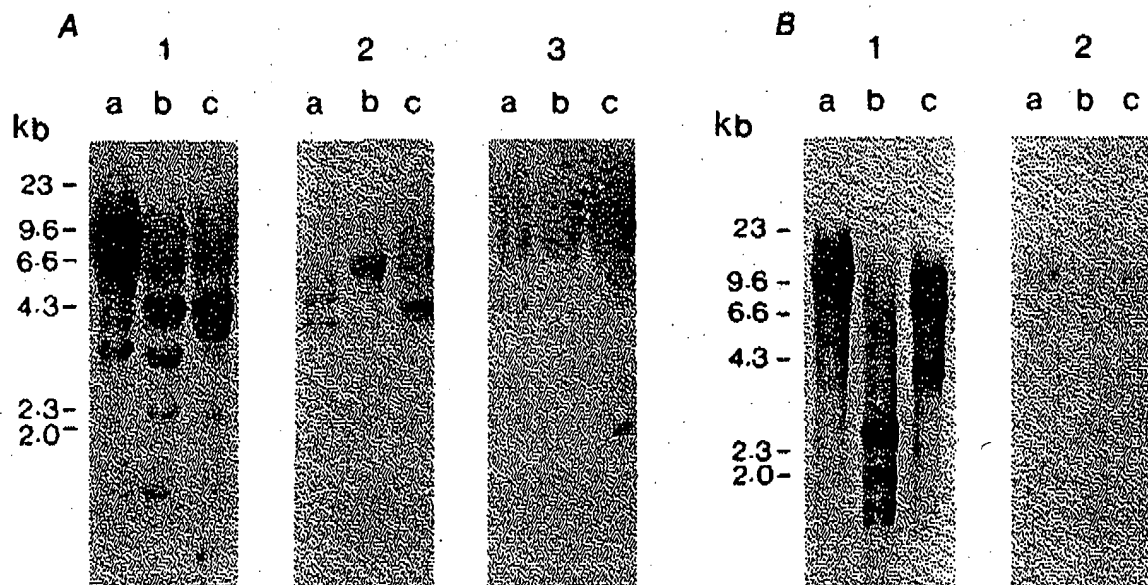 A
1 2 3
a b c a b c a b c
kb
23 -
9.6 -
6.6 -
4.3 -
2.3 -
2.0 -
B
1 2
a b c a b c
kb
23 -
9.6 -
6.6 -
4.3 -
2.3 -
2.0 -